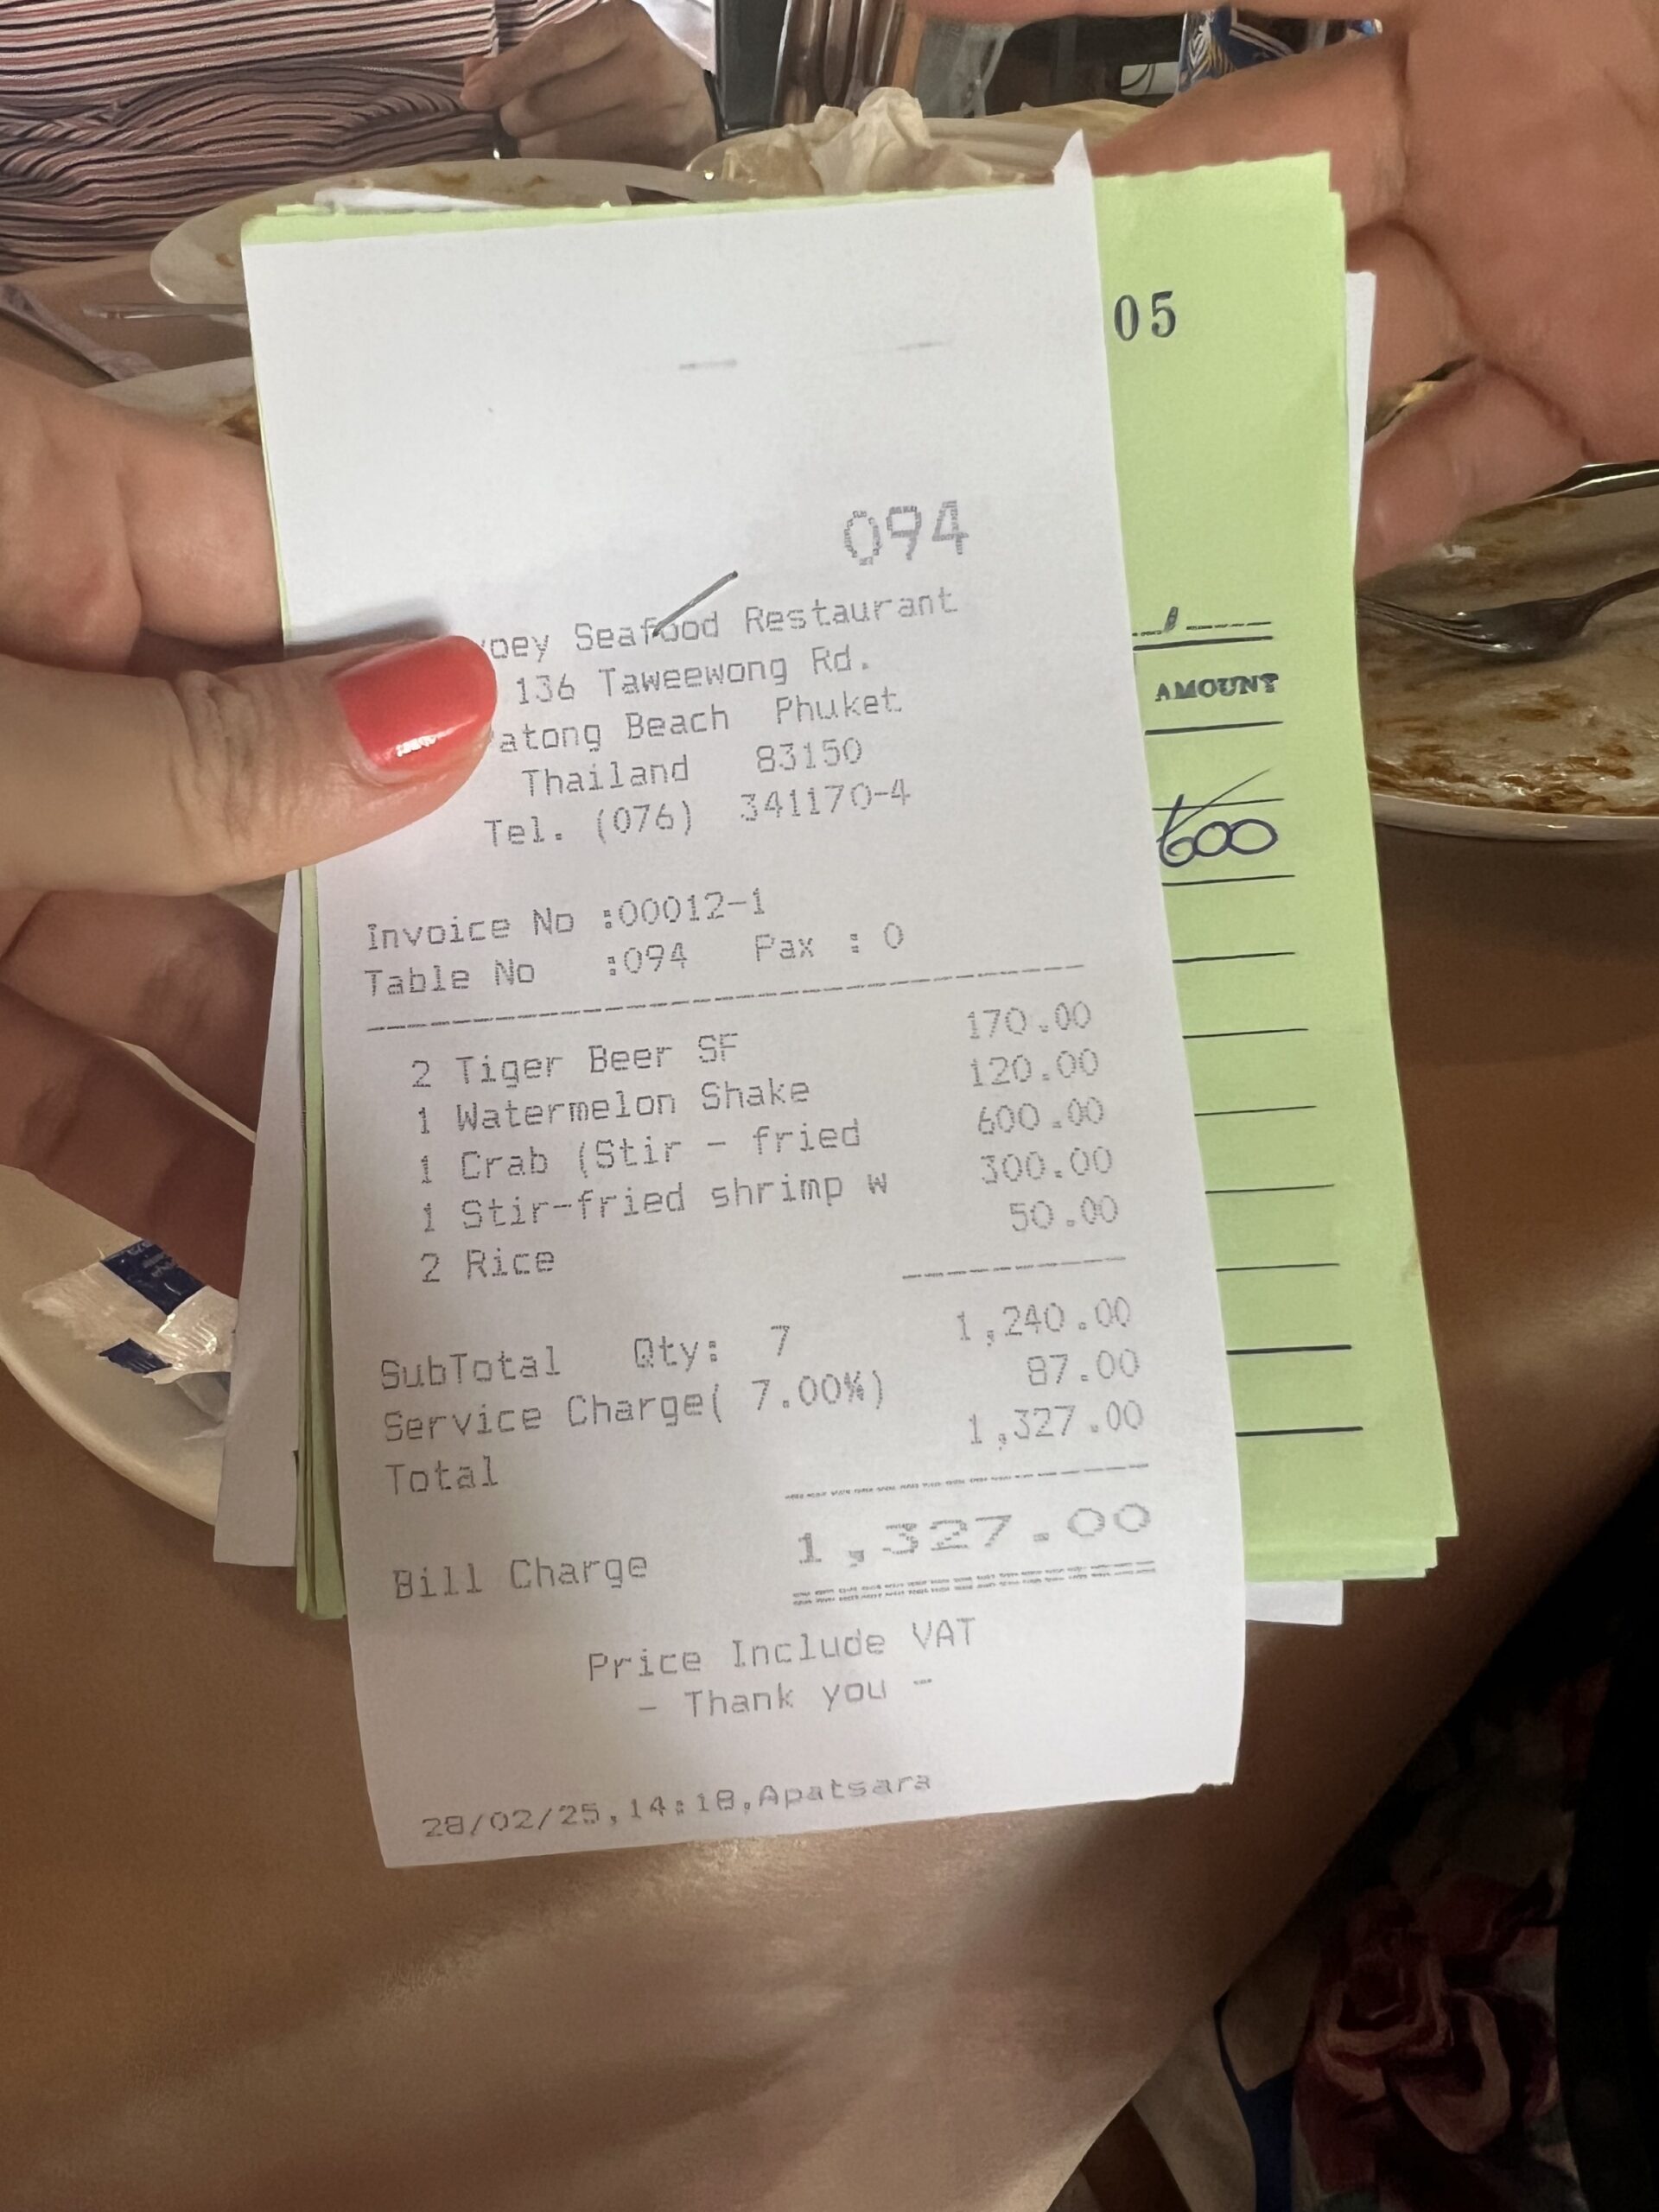 094
Seafood Restaurant
136 Taweewong Rd.
Beach Phuket
Thailand 83150
Tel. (076) 341170-4
Invoice No :00012-1
Table No :094 Pax : 0
2 Tiger Beer SF 170.00
1 Watermelon Shake 120.00
1 Crab (Stir - fried 600.00
1 Stir-fried shrimp w 300.00
2 Rice 50.00
SubTotal Qty: 7 1,240.00
Service Charge( 7.00%) 87.00
Total 1,327.00
Bill Charge 1,327.00
Price Include VAT
- Thank you -
28/02/25,14:18,Apatsara
05
AMOUNT
600